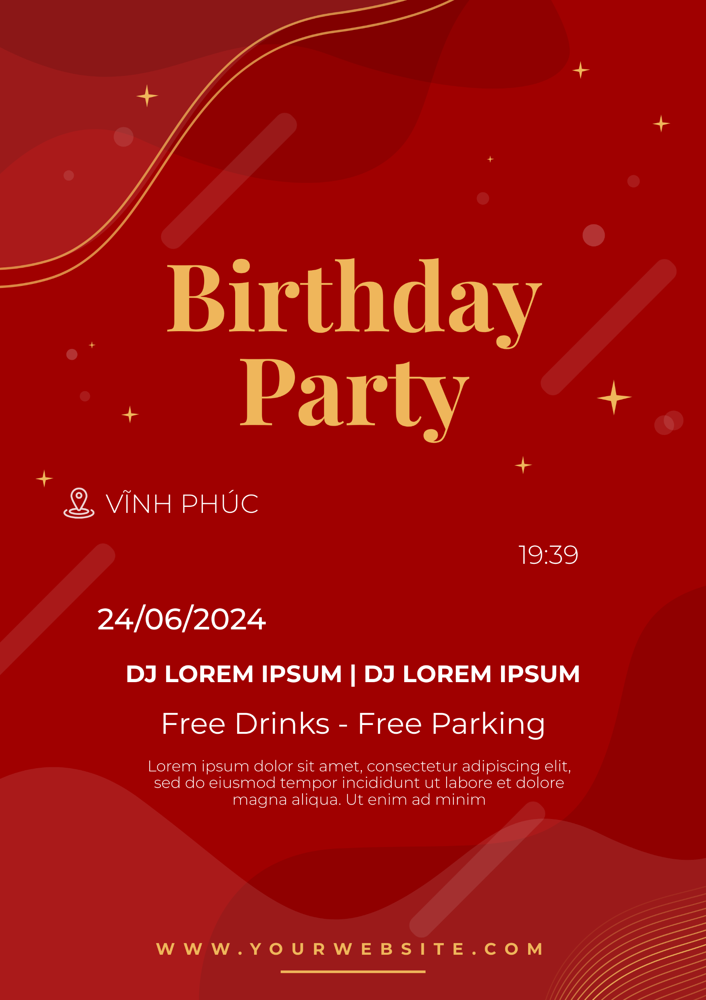 Birthday
Party
VĨNH PHÚC
19:39
24/06/2024
DJ LOREM IPSUM | DJ LOREM IPSUM
Free Drinks - Free Parking
Lorem ipsum dolor sit amet, consectetur adipiscing elit,
sed do eiusmod tempor incididunt ut labore et dolore
magna aliqua. Ut enim ad minim
WWW.YOURWEBSITE.COM